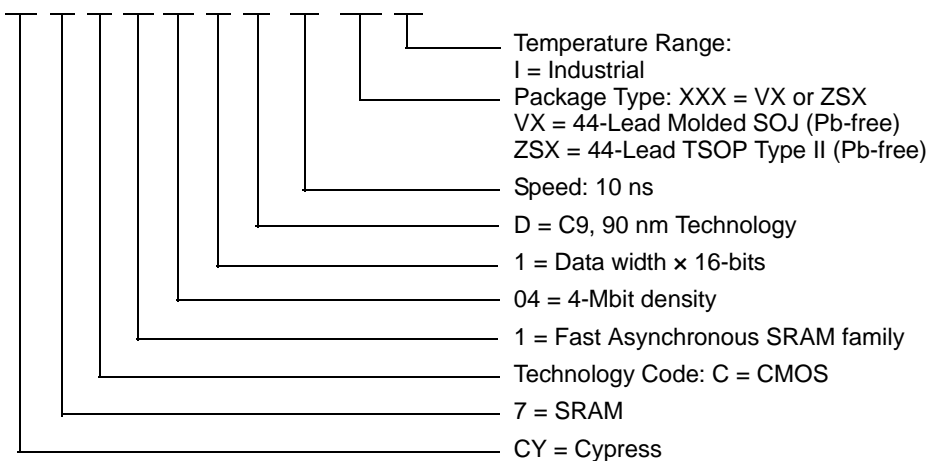 Temperature Range:
I = Industrial
Package Type: XXX = VX or ZSX
VX = 44-Lead Molded SOJ (Pb-free)
ZSX = 44-Lead TSOP Type II (Pb-free)
Speed: 10 ns
D = C9, 90 nm Technology
1 = Data width × 16-bits
04 = 4-Mbit density
1 = Fast Asynchronous SRAM family
Technology Code: C = CMOS
7 = SRAM
CY = Cypress